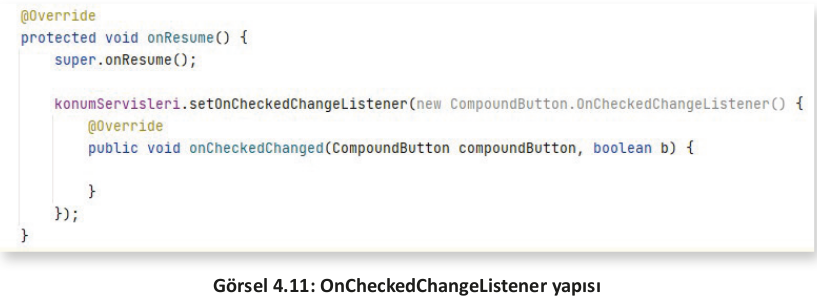 @Override
protected void onResume() {
    super.onResume();

    konumServisleri.setOnCheckedChangeListener(new CompoundButton.OnCheckedChangeListener() {
        @Override
        public void onCheckedChanged(CompoundButton compoundButton, boolean b) {

        }
    });
}
Görsel 4.11: OnCheckedChangeListener yapısı